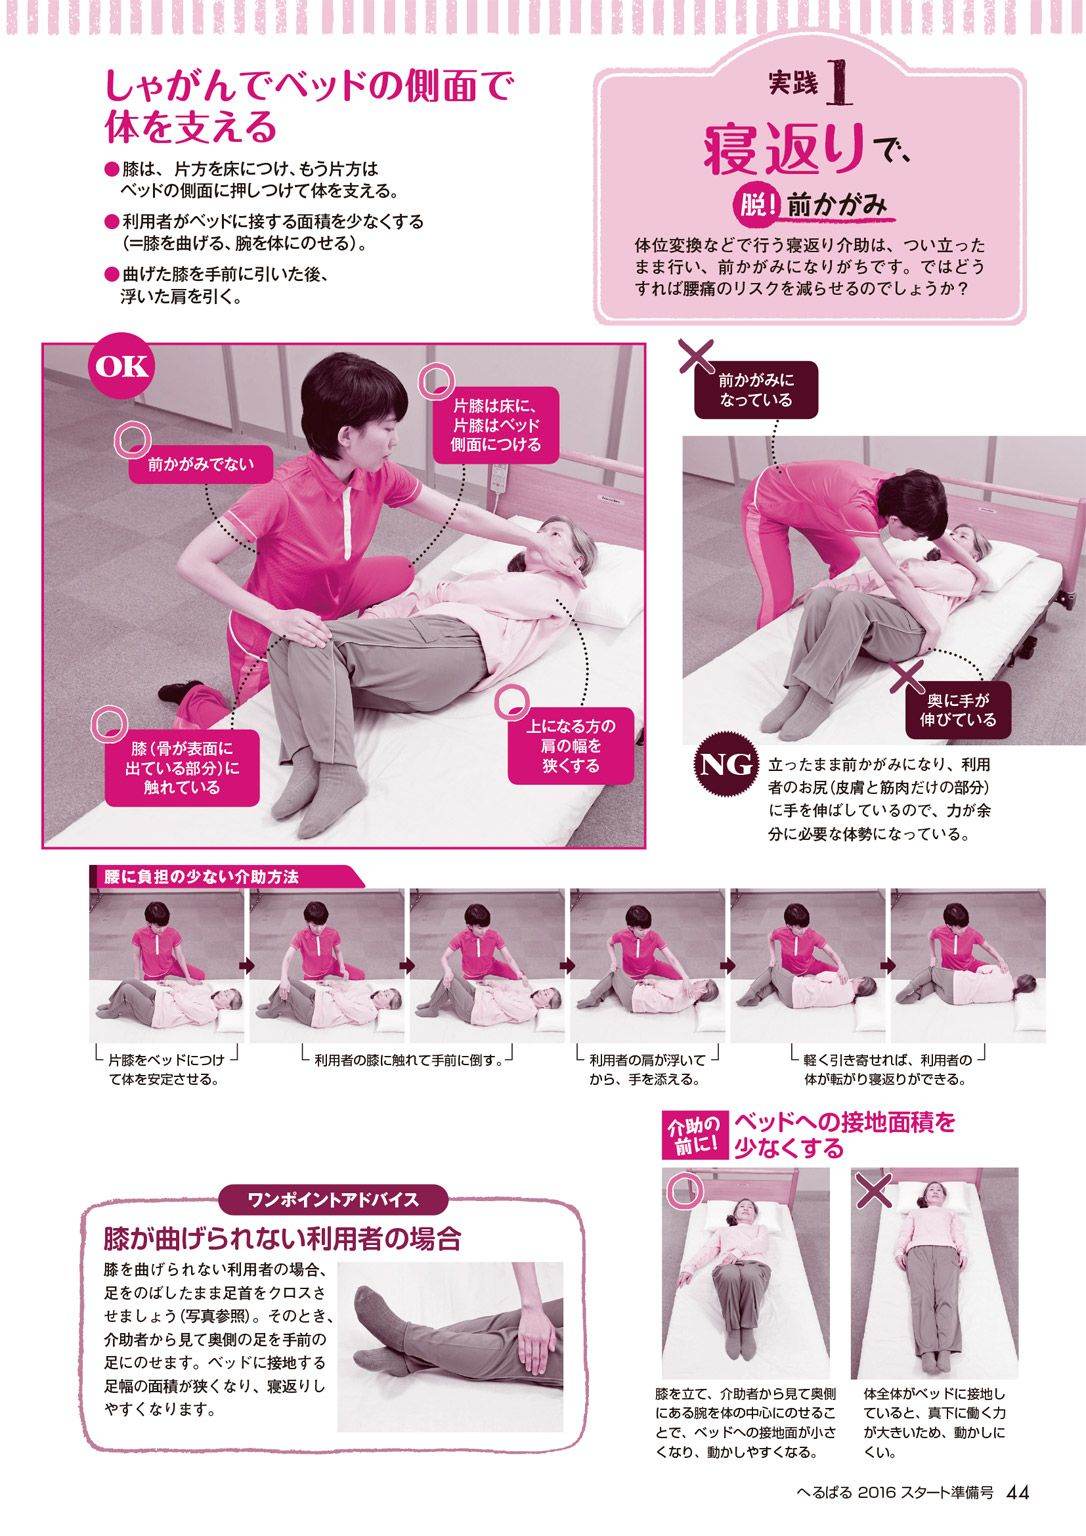 実践1
寝返りで、
脱!前かがみ
体位変換などで行う寝返り介助は、つい立った
まま行い、前かがみになりがちです。ではどう
すれば腰痛のリスクを減らせるのでしょうか?
しゃがんでベッドの側面で
体を支える
●膝は、片方を床につけ、もう片方は
ベッドの側面に押しつけて体を支える。
●利用者がベッドに接する面積を少なくする
(=膝を曲げる、腕を体にのせる)。
●曲げた膝を手前に引いた後、
浮いた肩を引く。
OK
前かがみでない
片膝は床に、
片膝はベッド
側面につける
膝(骨が表面に
出ている部分)に
触れている
上になる方の
肩の幅を
狭くする
前かがみに
なっている
奥に手が
伸びている
NG
立ったまま前かがみになり、利用
者のお尻(皮膚と筋肉だけの部分)
に手を伸ばしているので、力が余
分に必要な体勢になっている。
腰に負担の少ない介助方法
片膝をベッドにつけ
て体を安定させる。
利用者の膝に触れて手前に倒す。
利用者の肩が浮いて
から、手を添える。
軽く引き寄せれば、利用者の
体が転がり寝返りができる。
介助の
前に!
ベッドへの接地面積を
少なくする
膝を立て、介助者から見て奥側
にある腕を体の中心にのせるこ
とで、ベッドへの接地面が小さ
くなり、動かしやすくなる。
体全体がベッドに接地し
ていると、真下に働く力
が大きいため、動かしに
くい。
ワンポイントアドバイス
膝が曲げられない利用者の場合
膝を曲げられない利用者の場合、
足をのばしたまま足首をクロスさ
せましょう(写真参照)。そのとき、
介助者から見て奥側の足を手前の
足にのせます。ベッドに接地する
足幅の面積が狭くなり、寝返りし
やすくなります。
へるぱる 2016 スタート準備号 44